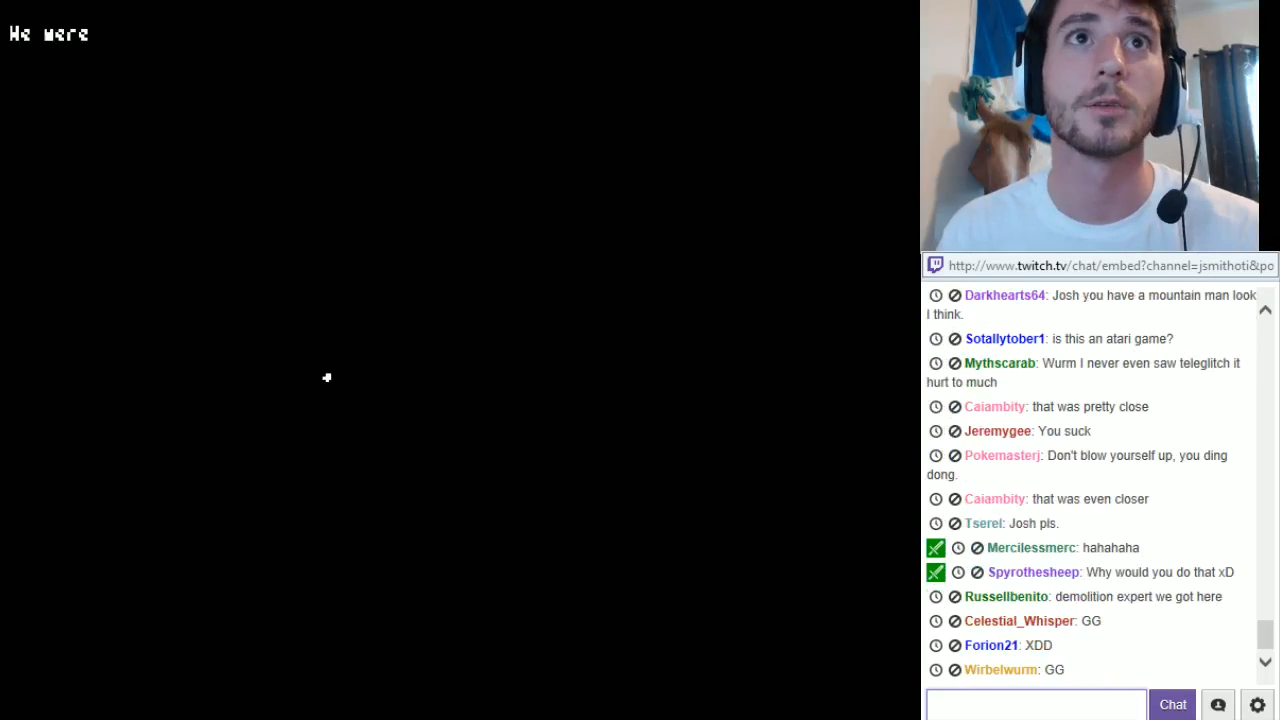 We were
http://www.twitch.tv/chat/embed?channel=jsmithoti&po
Darkhearts64: Josh you have a mountain man look
I think.
Sotallytober1: is this an atari game?
Mythscarab: Wurm I never even saw teleglitch it
hurt to much
Caiambity: that was pretty close
Jeremygee: You suck
Pokemasterj: Don't blow yourself up, you ding
dong.
Caiambity: that was even closer
Tserel: Josh pls.
Mercilessmerc: hahahaha
Spyrothesheep: Why would you do that xD
Russellbenito: demolition expert we got here
Celestial_Whisper: GG
Forion21: XDD
Wirbelwurm: GG
Chat